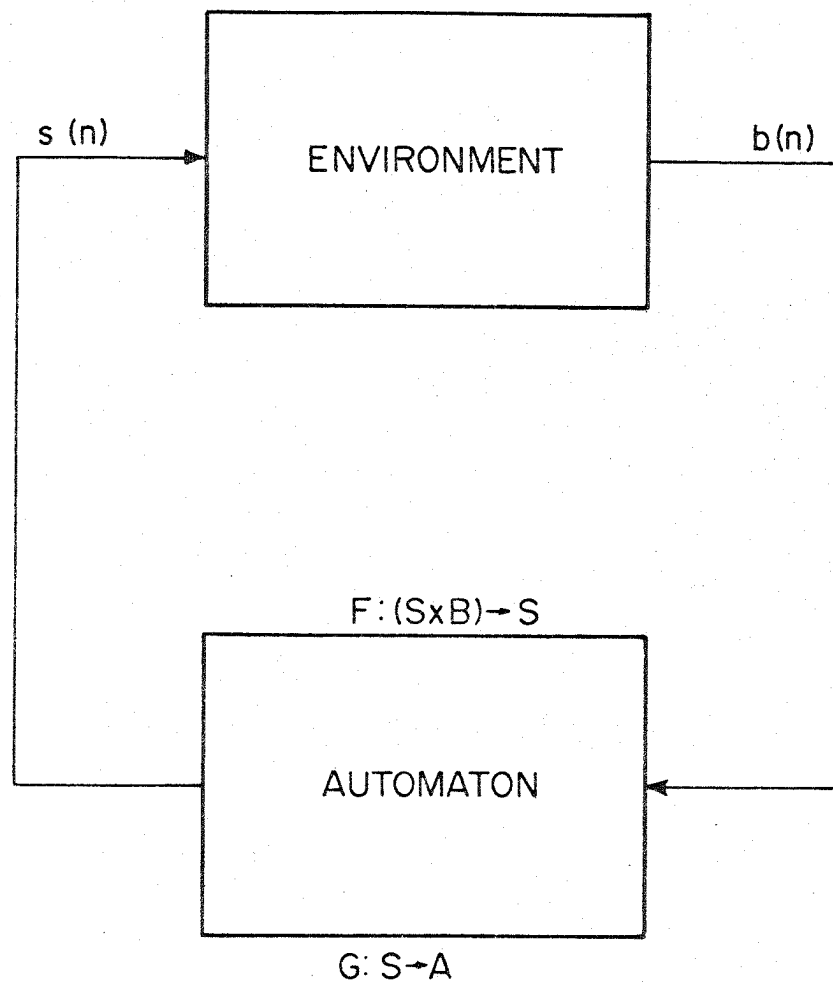 s (n)
ENVIRONMENT
b(n)
F: (SxB)→S
AUTOMATON
G: S→A